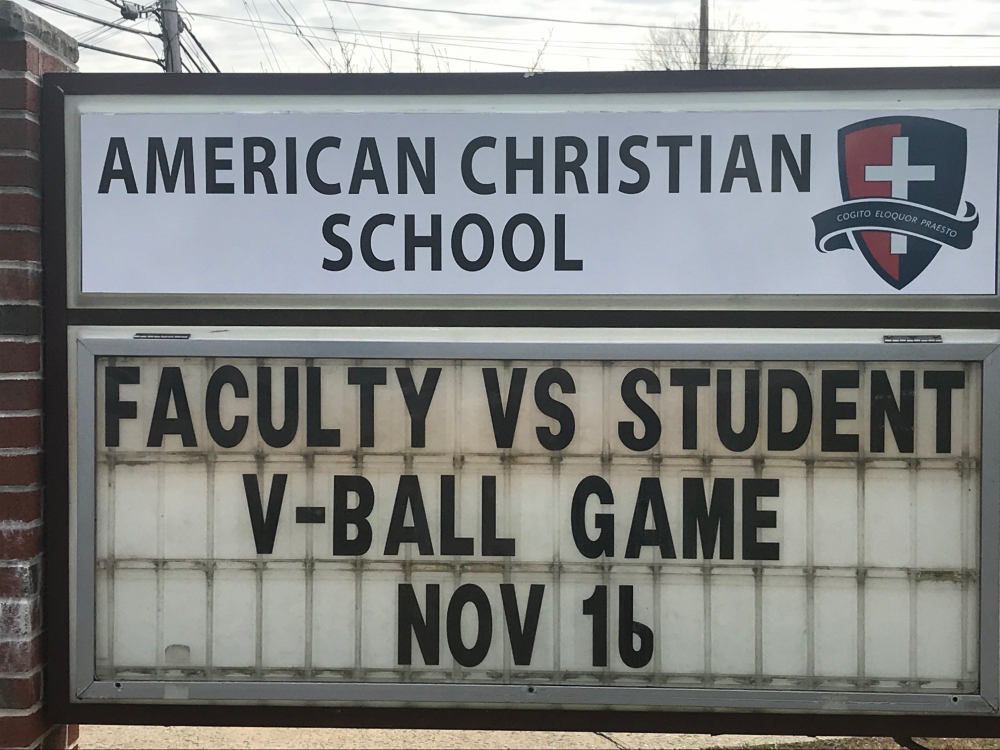 AMERICAN CHRISTIAN
SCHOOL
COGITO ELOQUOR PRAESTO
FACULTY VS STUDENT
V-BALL GAME
NOV 16